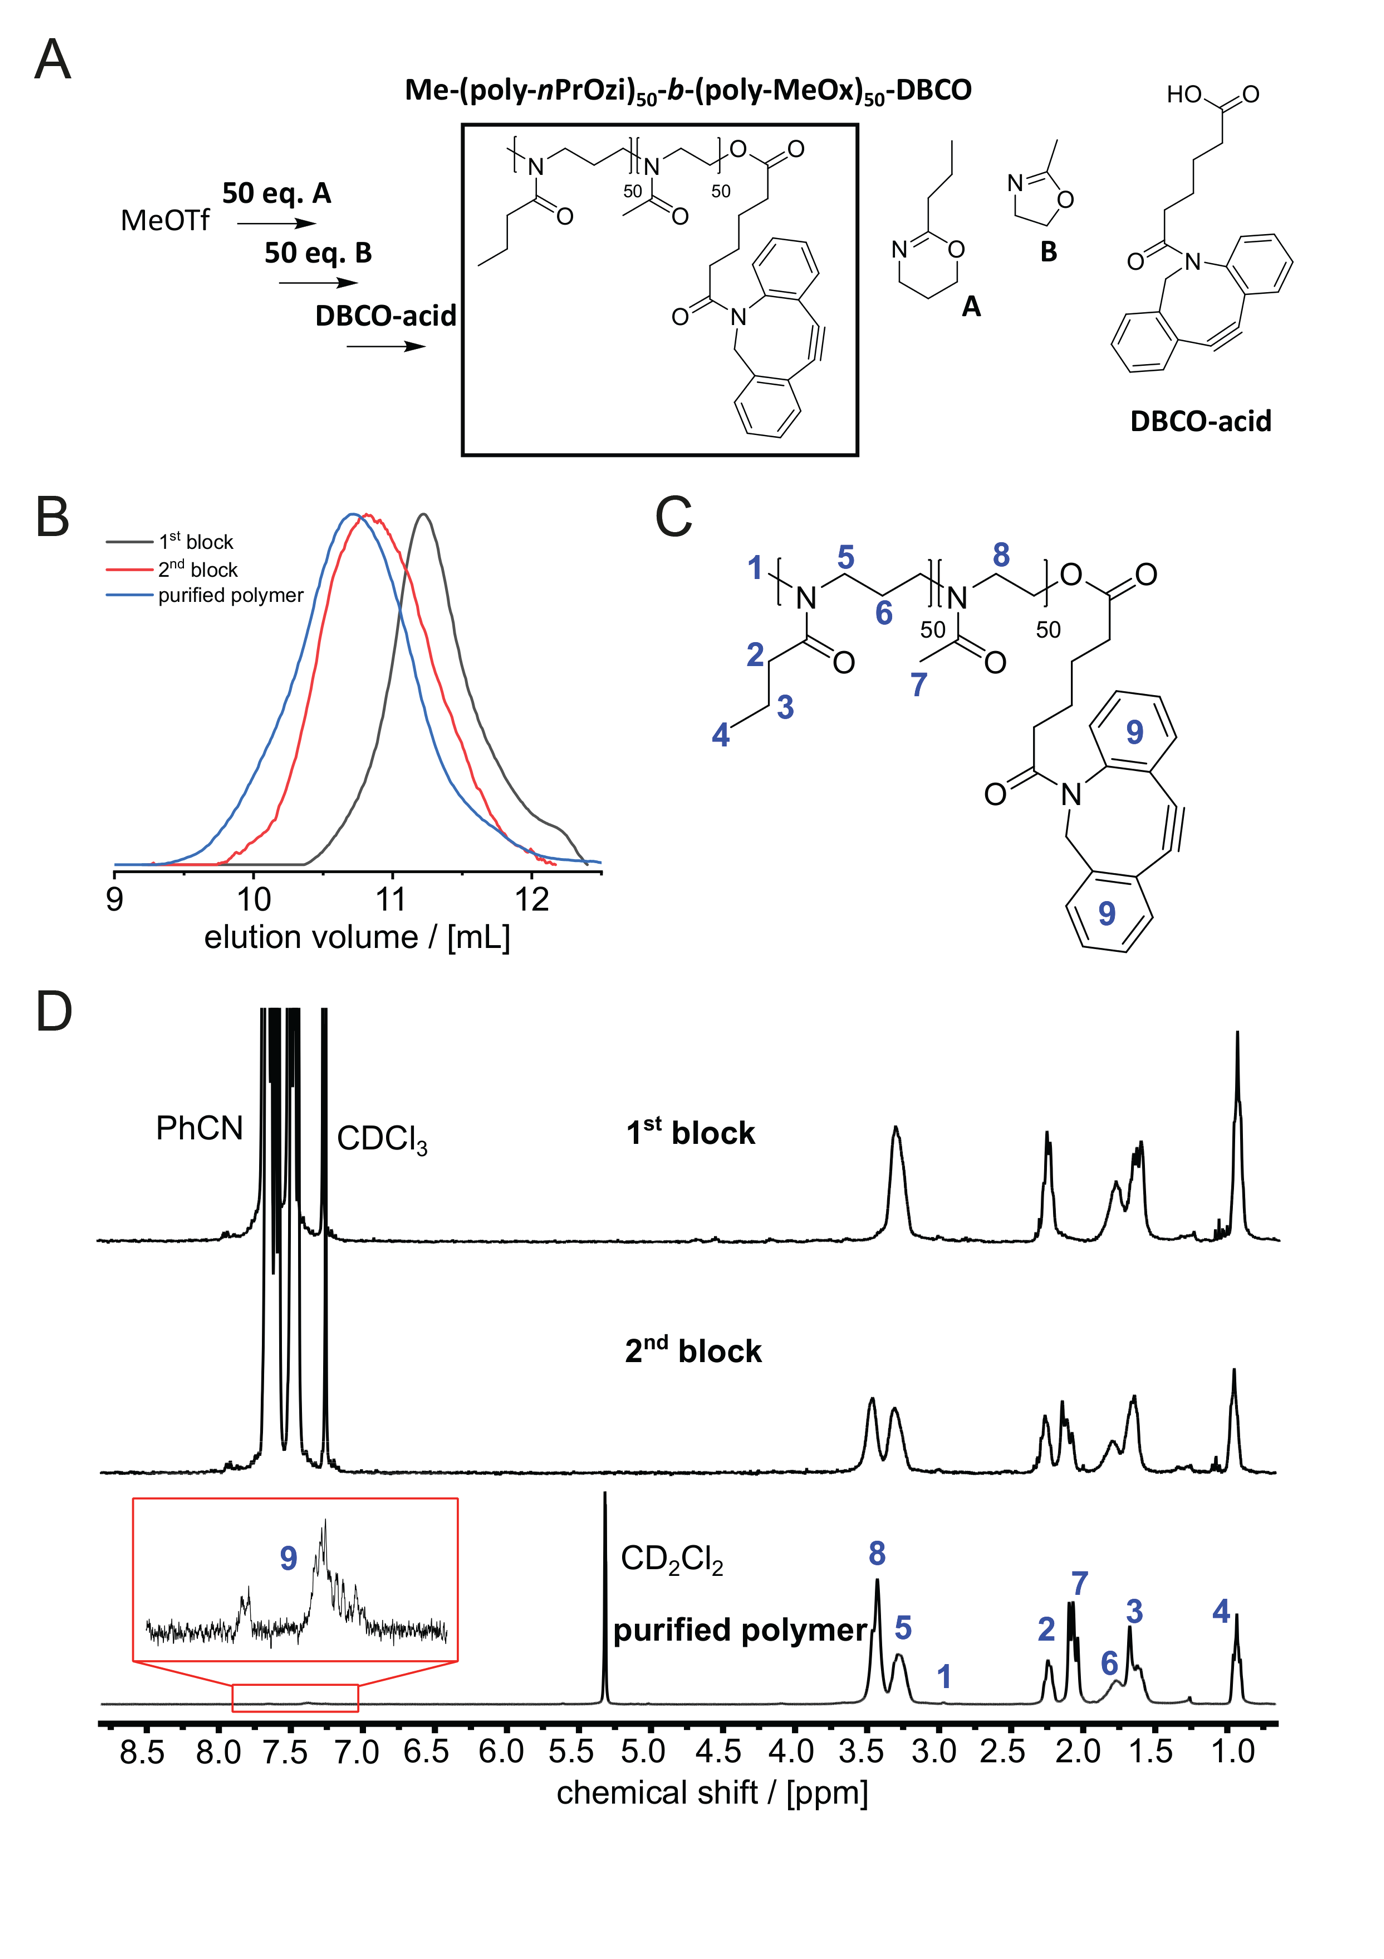 A
Me-(poly-nPrOzi)50-b-(poly-MeOx)50-DBCO
MeOTf
50 eq. A
50 eq. B
DBCO-acid
N
O
50
N
O
50
O
O
O
N
N
O
A
N
O
B
HO
O
O
N
DBCO-acid
B
1st block
2nd block
purified polymer
9
10
11
12
elution volume / [mL]
C
1
5
8
N
6
50
N
50
O
O
2
O
3
4
7
O
9
O
N
9
D
PhCN
CDCl3
1st block
2nd block
9
CD2Cl2
purified polymer
8
5
1
2
7
6
3
4
8.5 8.0 7.5 7.0 6.5 6.0 5.5 5.0 4.5 4.0 3.5 3.0 2.5 2.0 1.5 1.0
chemical shift / [ppm]